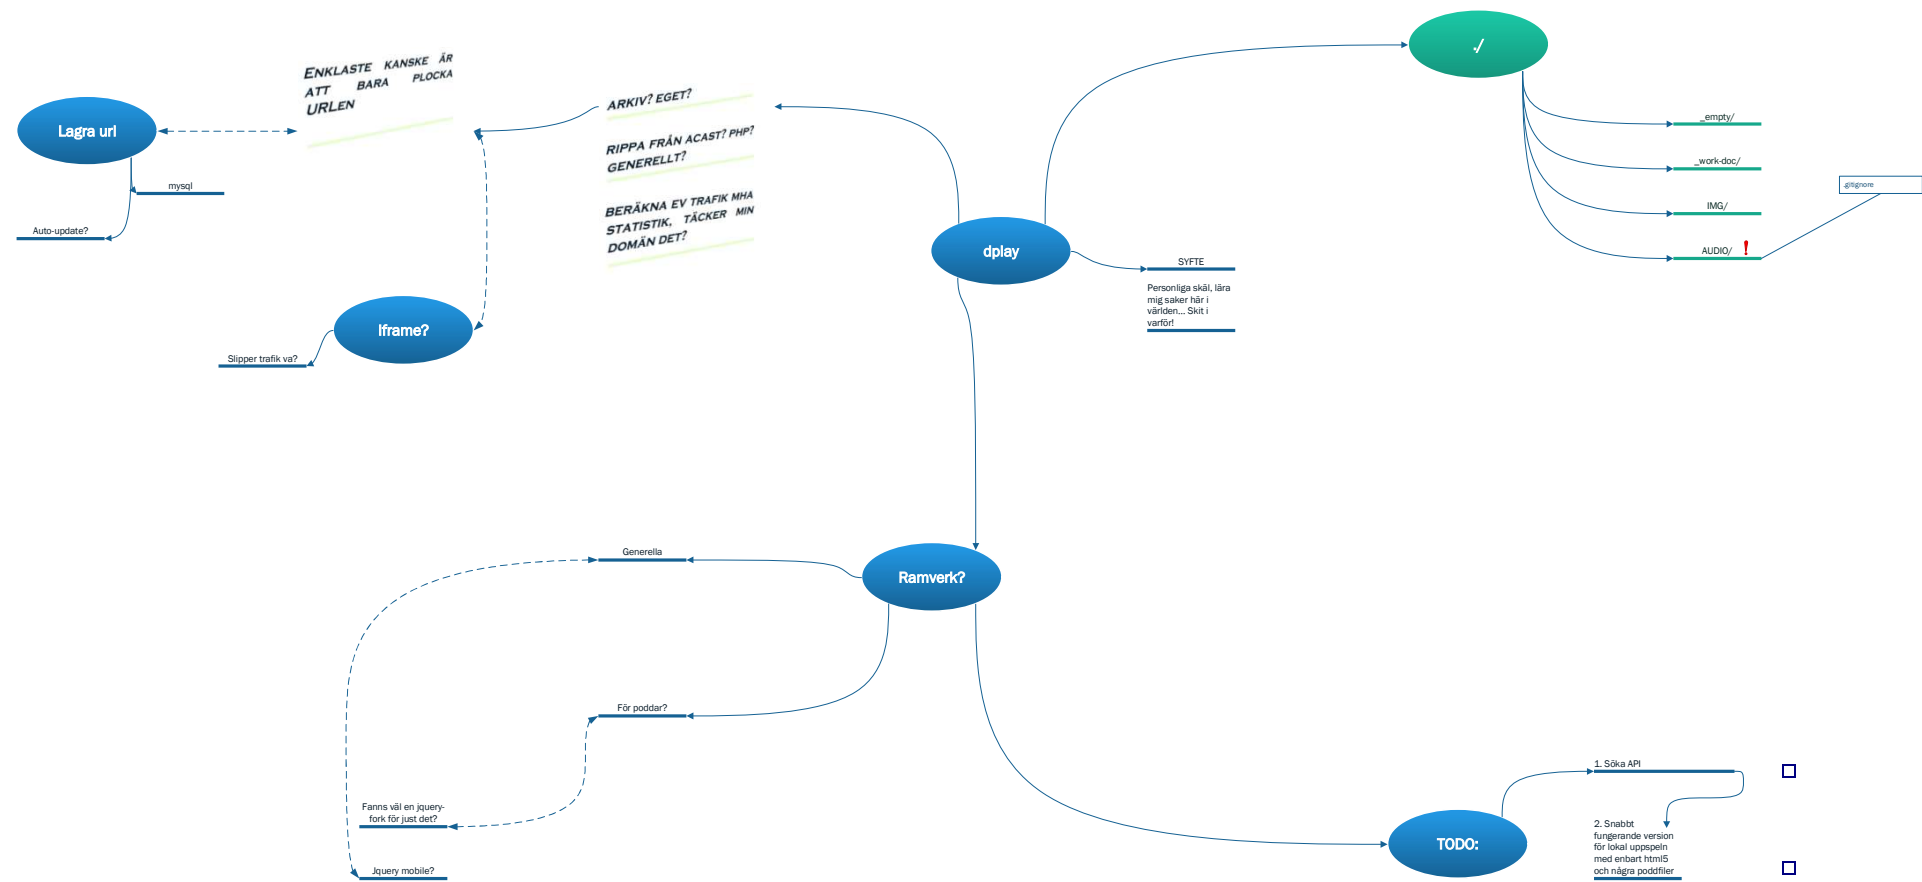 ./
ENKLASTE KANSKE ÄR
ATT BARA PLOCKA
URLEN
ARKIV? EGET?
_empty/
Lagra url
RIPPA FRÅN ACAST? PHP?
GENERELLT?
_work-doc/
mysql
.gitignore
BERÄKNA EV TRAFIK MHA
STATISTIK, TÄCKER MIN
DOMÄN DET?
IMG/
Auto-update?
dplay
AUDIO/ !
SYFTE
Personliga skäl, lära
mig saker här i
världen... Skit i
varför!
Iframe?
Slipper trafik va?
Generella
Ramverk?
För poddar?
1. Söka API
Fanns väl en jquery-
fork för just det?
2. Snabbt
fungerande version
för lokal uppspeln
med enbart html5
och några poddfiler
TODO:
Jquery mobile?